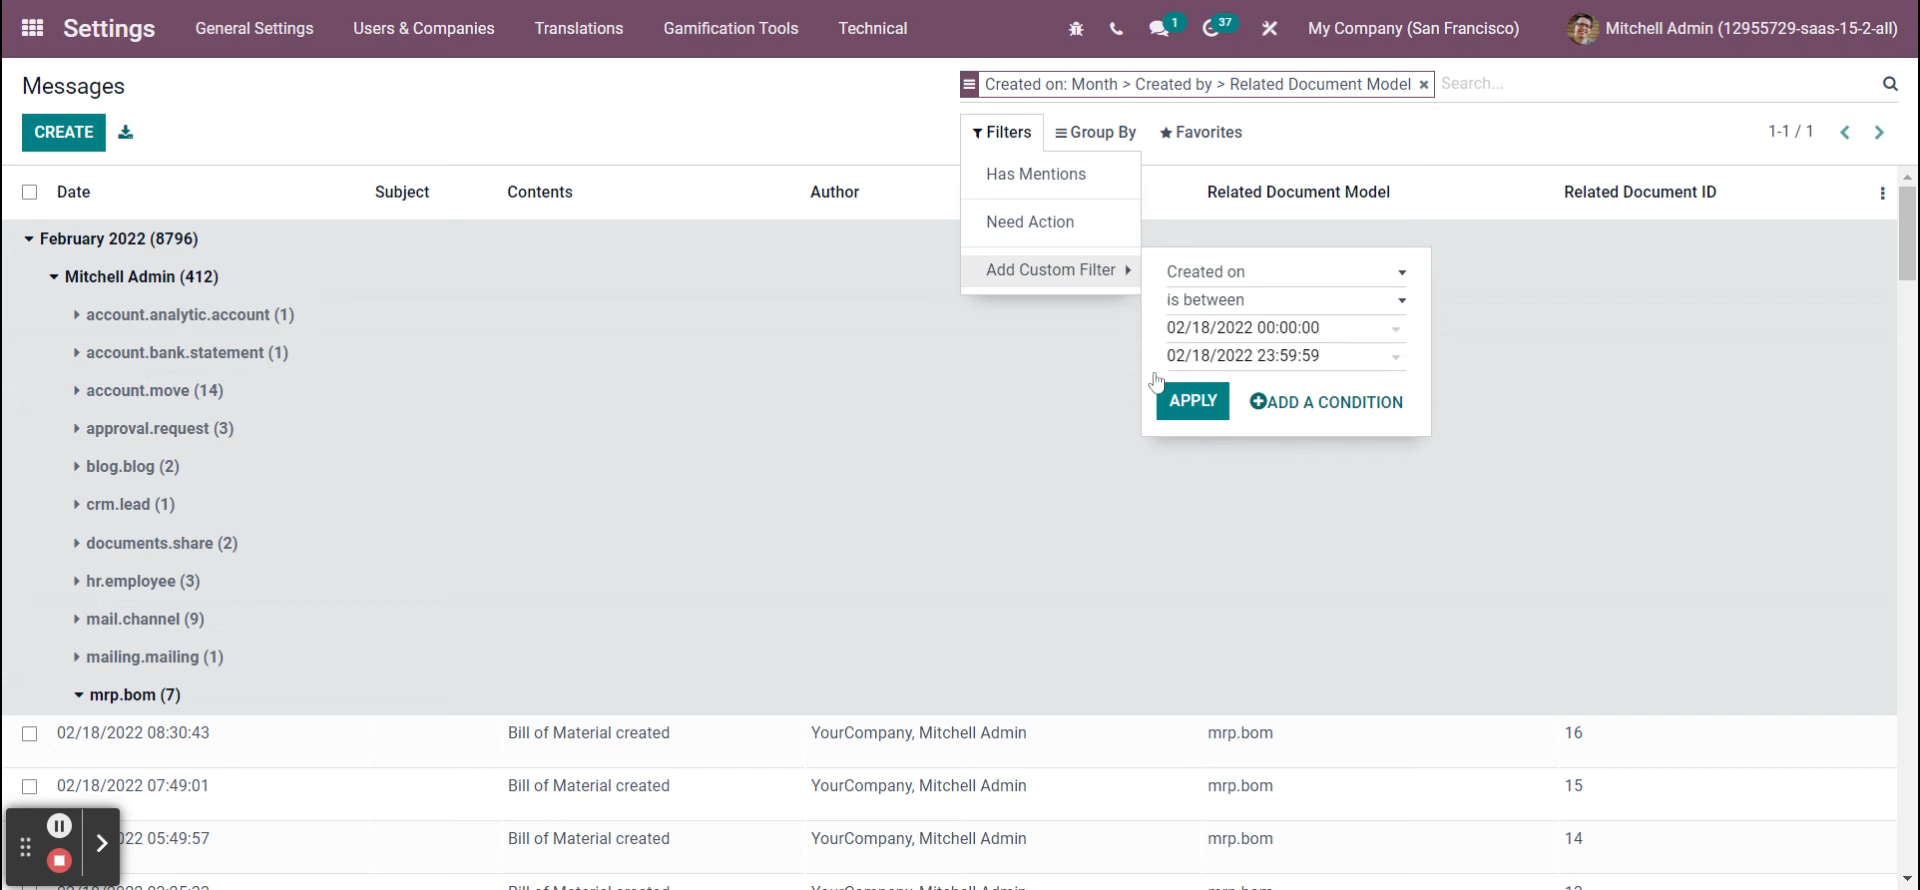 Settings General Settings Users & Companies Translations Gamification Tools Technical 1 37 My Company (San Francisco) Mitchell Admin (12955729-saas-15-2-all)
Messages
Created on: Month > Created by > Related Document Model × Search...
CREATE
Filters Group By Favorites 1-1 / 1
Has Mentions
Need Action
Add Custom Filter
Created on
is between
02/18/2022 00:00:00
02/18/2022 23:59:59
APPLY ADD A CONDITION
Date Subject Contents Author Related Document Model Related Document ID
February 2022 (8796)
Mitchell Admin (412)
account.analytic.account (1)
account.bank.statement (1)
account.move (14)
approval.request (3)
blog.blog (2)
crm.lead (1)
documents.share (2)
hr.employee (3)
mail.channel (9)
mailing.mailing (1)
mrp.bom (7)
02/18/2022 08:30:43 Bill of Material created YourCompany, Mitchell Admin mrp.bom 16
02/18/2022 07:49:01 Bill of Material created YourCompany, Mitchell Admin mrp.bom 15
022 05:49:57 Bill of Material created YourCompany, Mitchell Admin mrp.bom 14